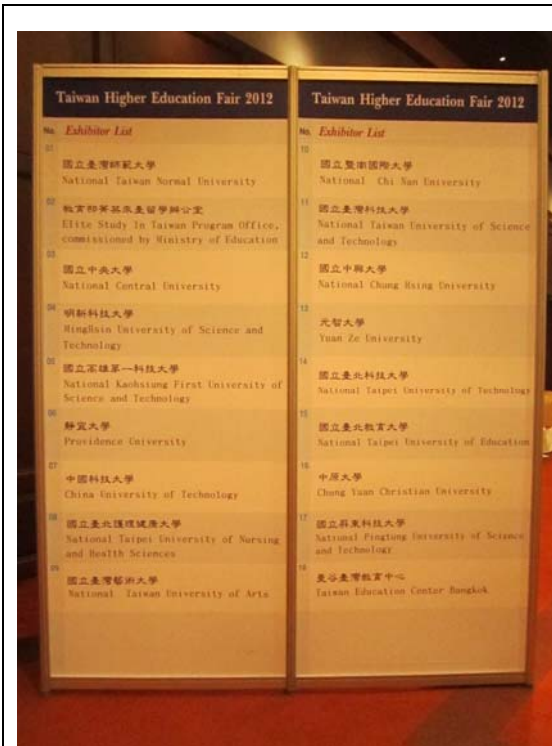 Taiwan Higher Education Fair 2012
No. Exhibitor List
01
國立臺灣師範大學
National Taiwan Normal University
02
教育部菁英來臺留學辦公室
Elite Study In Taiwan Program Office,
commissioned by Ministry of Education
03
國立中央大學
National Central University
04
明新科技大學
MingHsin University of Science and
Technology
05
國立高雄第一科技大學
National Kaohsiung First University of
Science and Technology
06
靜宜大學
Providence University
07
中國科技大學
China University of Technology
08
國立臺北護理健康大學
National Taipei University of Nursing
and Health Sciences
09
國立臺灣藝術大學
National Taiwan University of Arts
Taiwan Higher Education Fair 2012
No. Exhibitor List
10
國立暨南國際大學
National Chi Nan University
11
國立臺灣科技大學
National Taiwan University of Science
and Technology
12
國立中興大學
National Chung Hsing University
13
元智大學
Yuan Ze University
14
國立臺北科技大學
National Taipei University of Technology
15
國立臺北教育大學
National Taipei University of Education
16
中原大學
Chung Yuan Christian University
17
國立屏東科技大學
National Pingtung University of Science
and Technology
18
曼谷臺灣教育中心
Taiwan Education Center Bangkok